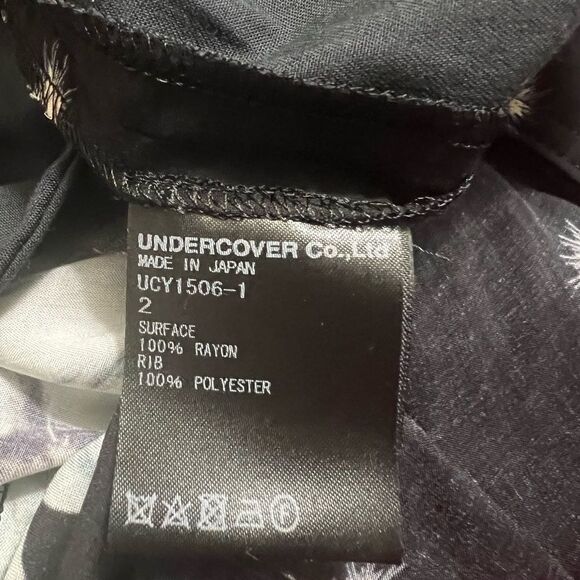 UNDERCOVER Co.,Ltd
MADE IN JAPAN
UCY1506-1
2
SURFACE
100% RAYON
RIB
100% POLYESTER